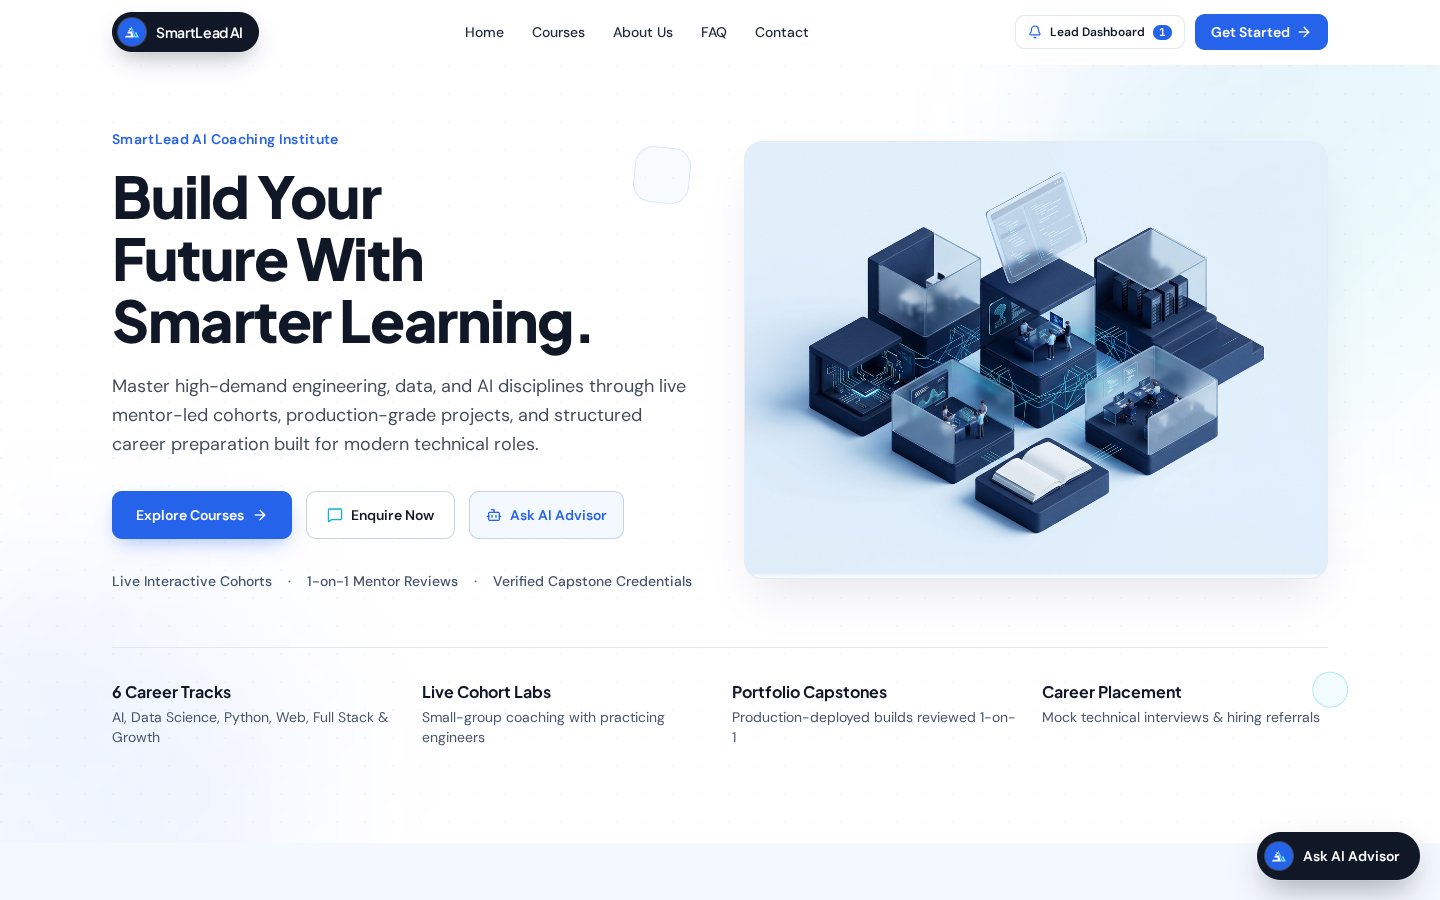 SmartLead AI
Home
Courses
About Us
FAQ
Contact
Lead Dashboard 1
Get Started
SmartLead AI Coaching Institute
Build Your
Future With
Smarter Learning.
Master high-demand engineering, data, and AI disciplines through live
mentor-led cohorts, production-grade projects, and structured
career preparation built for modern technical roles.
Explore Courses
Enquire Now
Ask AI Advisor
Live Interactive Cohorts · 1-on-1 Mentor Reviews · Verified Capstone Credentials
6 Career Tracks
AI, Data Science, Python, Web, Full Stack &
Growth
Live Cohort Labs
Small-group coaching with practicing
engineers
Portfolio Capstones
Production-deployed builds reviewed 1-on-
1
Career Placement
Mock technical interviews & hiring referrals
Ask AI Advisor